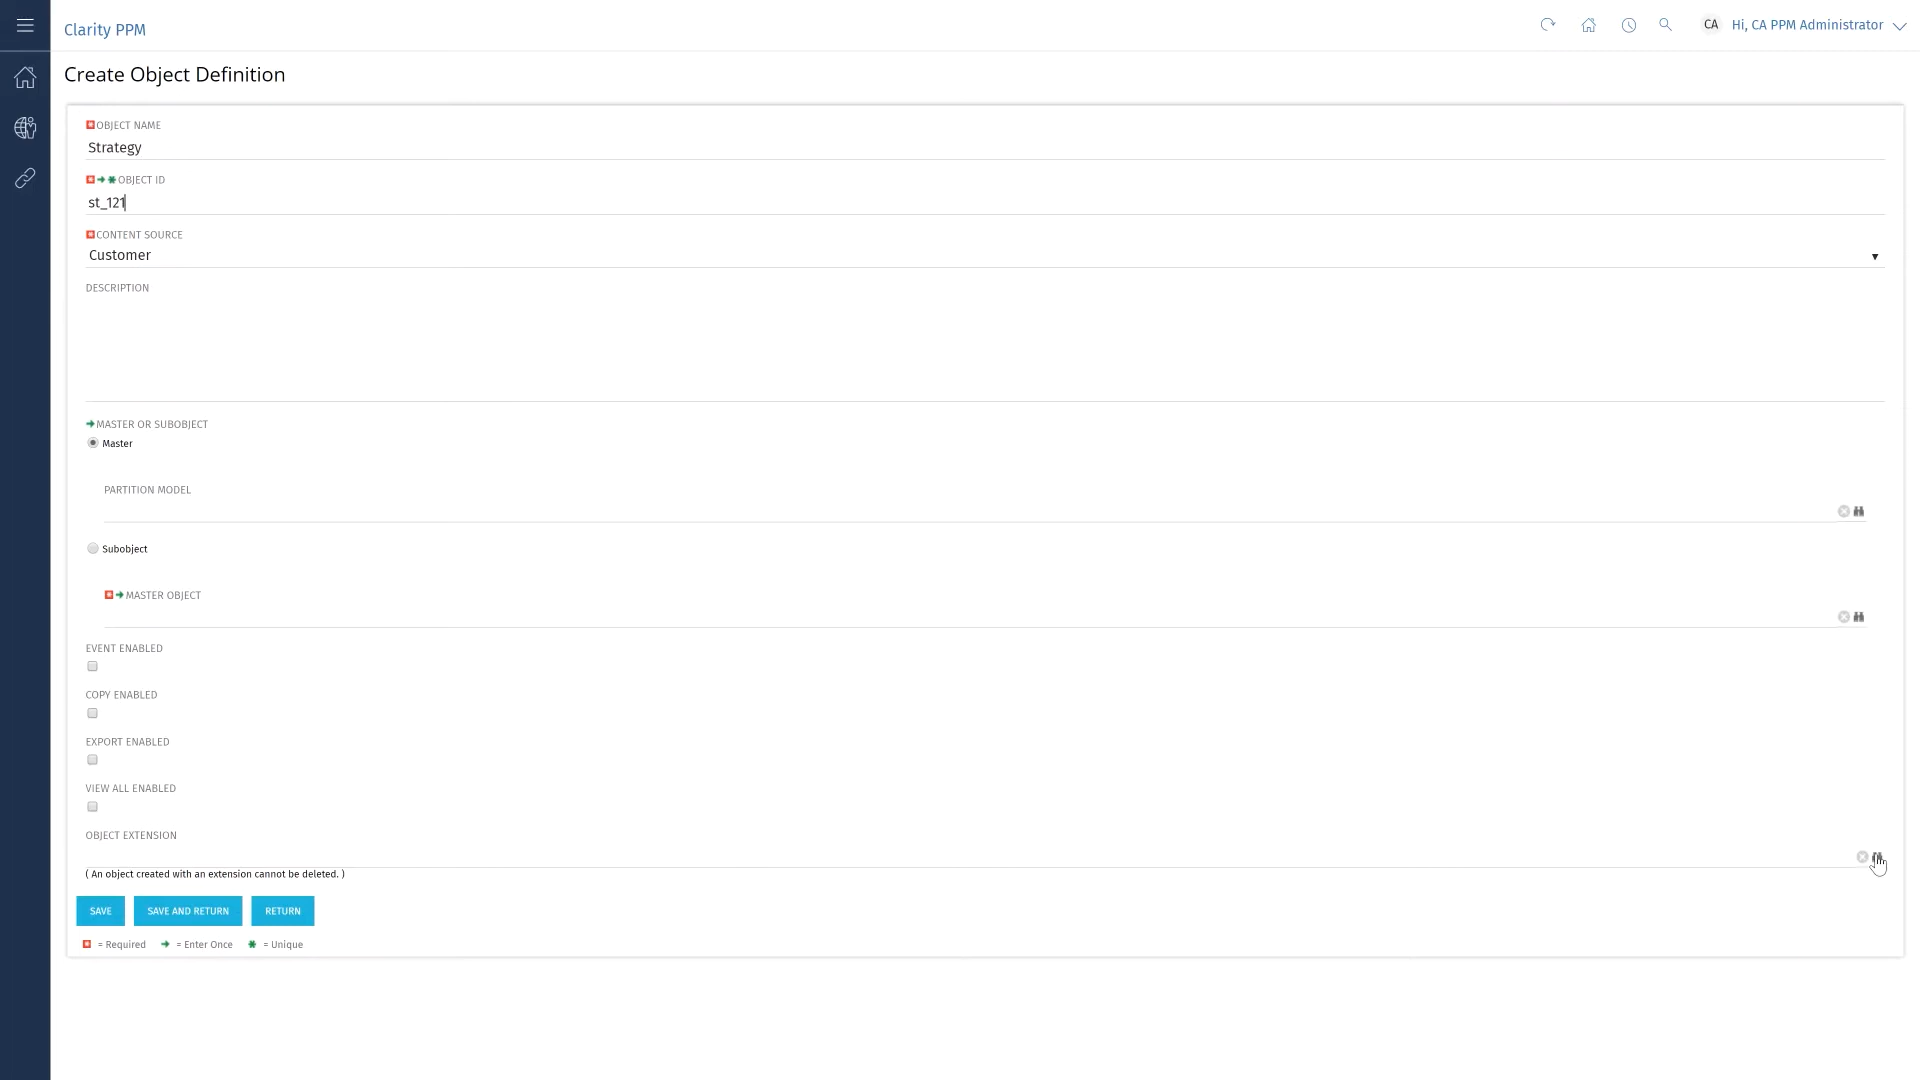 Clarity PPM
CA Hi, CA PPM Administrator
Create Object Definition
OBJECT NAME
Strategy
OBJECT ID
st_121
CONTENT SOURCE
Customer
DESCRIPTION
MASTER OR SUBOBJECT
Master
PARTITION MODEL
Subobject
MASTER OBJECT
EVENT ENABLED
COPY ENABLED
EXPORT ENABLED
VIEW ALL ENABLED
OBJECT EXTENSION
( An object created with an extension cannot be deleted. )
SAVE SAVE AND RETURN RETURN
= Required = Enter Once = Unique